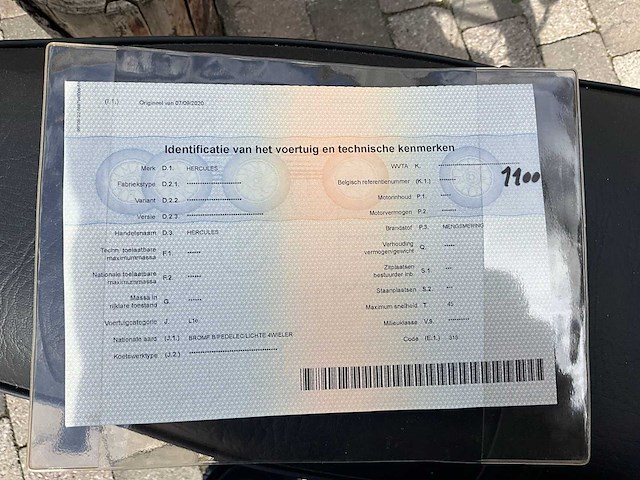 (I.1.) Origineel van 07/09/2020
Identificatie van het voertuig en technische kenmerken
Merk D.1. HERCULES
Fabriekstype D.2.1. ********************
Variant D.2.2. ********************
Versie D.2.3. ****************************
Handelsnaam D.3. HERCULES
Techn. toelaatbare
maximummassa F.1. *****
Nationale toelaatbare
maximummassa F.2. *****
Massa in
rijklare toestand G *****
Voertuigcategorie J. L1e
Nationale aard (J.1.) BROMF.B/PEDELEC/LICHTE 4WIELER
Koetswerktype (J.2.) ********************************
WVTA K. ******************************
Belgisch referentienummer (K.1.) ******
Motorinhoud P.1. *****
Motorvermogen P.2. ******
Brandstof P.3. MENGSMERING
Verhouding
vermogen/gewicht Q. ****
Zitplaatsen
bestuurder inb. S.1. ***
Staanplaatsen S.2. ***
Maximum snelheid T. 45
Milieuklasse V.9. *********
Code (E.1.) 318
1100